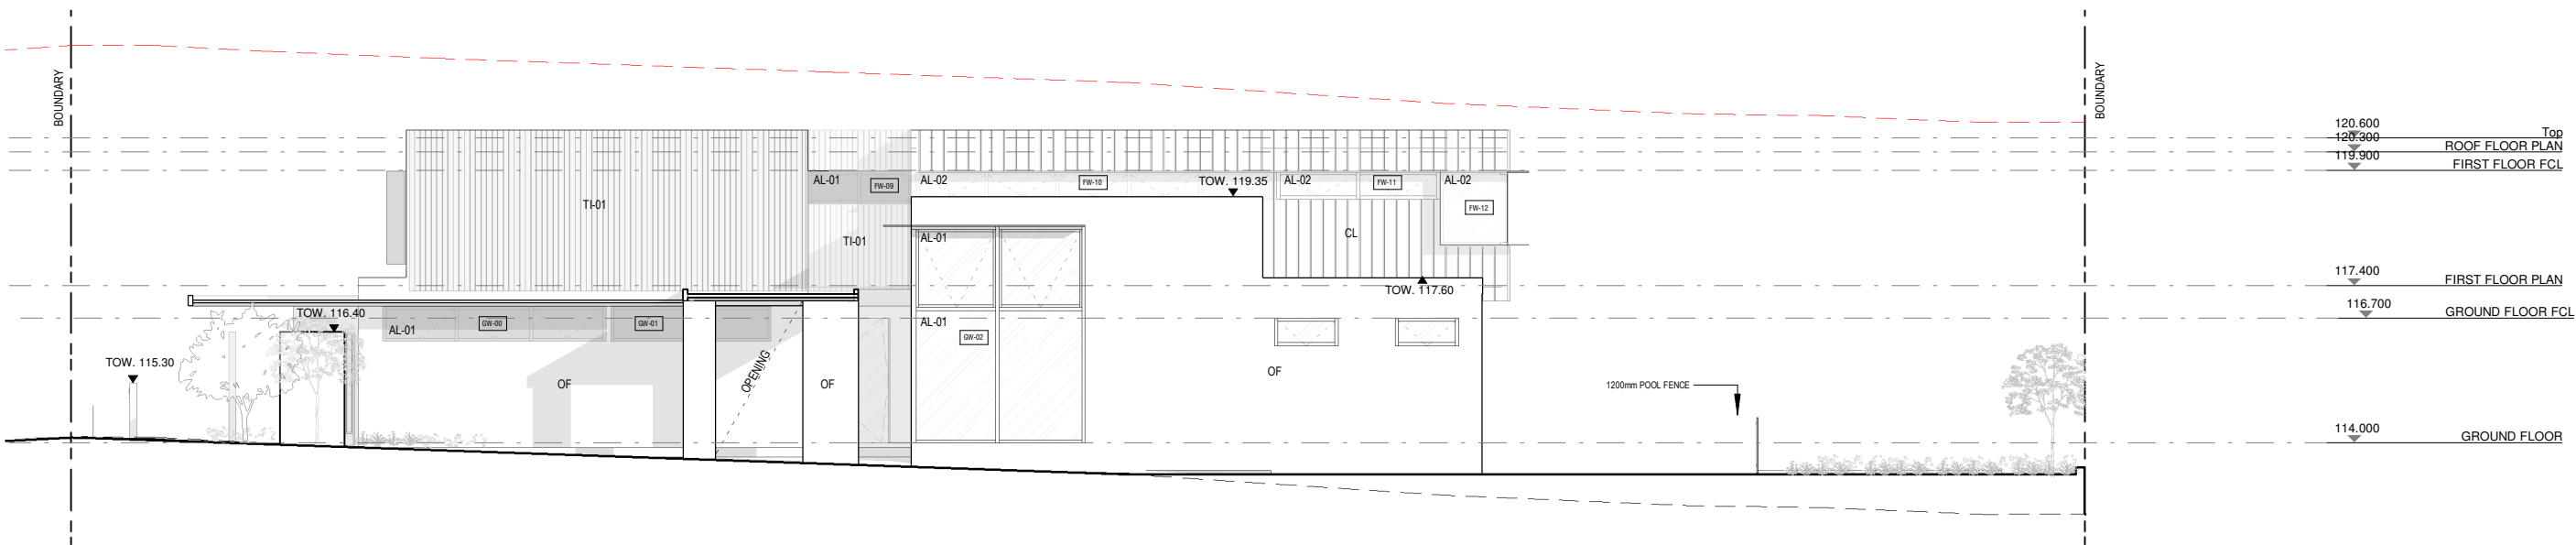 BOUNDARY
BOUNDARY
120.600
Top
120.300
ROOF FLOOR PLAN
119.900
FIRST FLOOR FCL
AL-01
FW-09
AL-02
FW-10
TOW. 119.35
AL-02
FW-11
AL-02
FW-12
TI-01
TI-01
AL-01
CL
117.400
FIRST FLOOR PLAN
TOW. 117.60
116.700
GROUND FLOOR FCL
TOW. 116.40
AL-01
GW-00
GW-01
AL-01
GW-02
TOW. 115.30
OPENING
OF
OF
OF
1200mm POOL FENCE
114.000
GROUND FLOOR